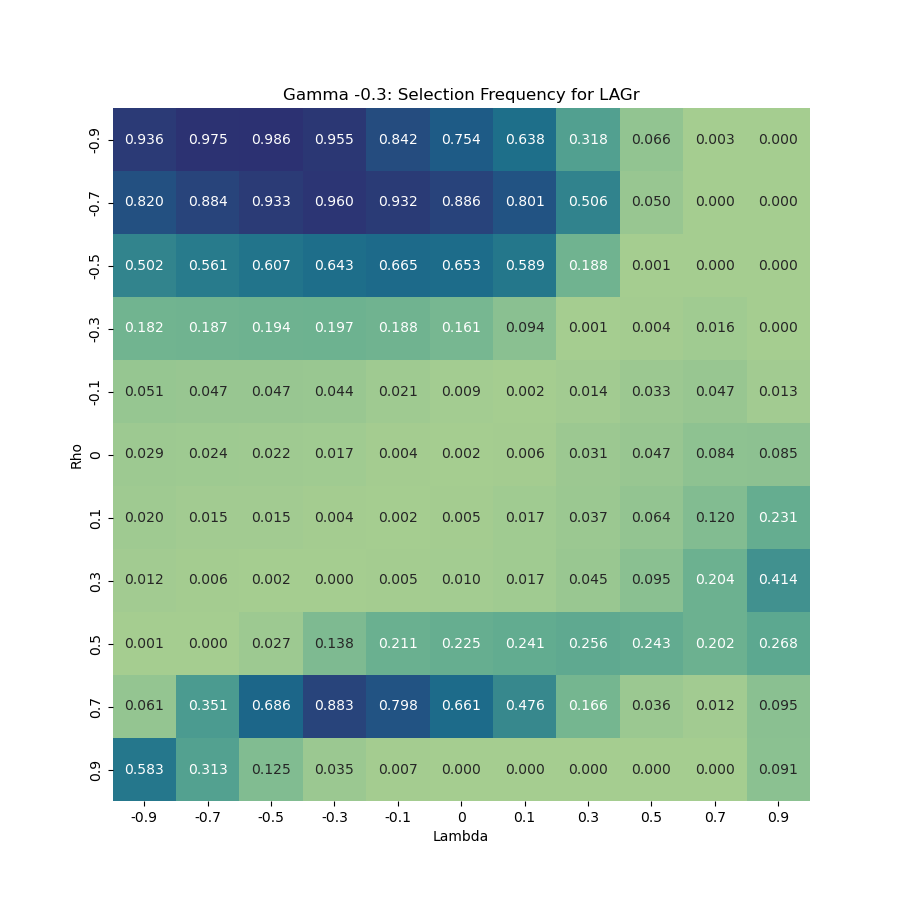 Gamma -0.3: Selection Frequency for LAGr
-0.9 0.936 0.975 0.986 0.955 0.842 0.754 0.638 0.318 0.066 0.003 0.000
-0.7 0.820 0.884 0.933 0.960 0.932 0.886 0.801 0.506 0.050 0.000 0.000
-0.5 0.502 0.561 0.607 0.643 0.665 0.653 0.589 0.188 0.001 0.000 0.000
-0.3 0.182 0.187 0.194 0.197 0.188 0.161 0.094 0.001 0.004 0.016 0.000
-0.1 0.051 0.047 0.047 0.044 0.021 0.009 0.002 0.014 0.033 0.047 0.013
Rho
0 0.029 0.024 0.022 0.017 0.004 0.002 0.006 0.031 0.047 0.084 0.085
0.1 0.020 0.015 0.015 0.004 0.002 0.005 0.017 0.037 0.064 0.120 0.231
0.3 0.012 0.006 0.002 0.000 0.005 0.010 0.017 0.045 0.095 0.204 0.414
0.5 0.001 0.000 0.027 0.138 0.211 0.225 0.241 0.256 0.243 0.202 0.268
0.7 0.061 0.351 0.686 0.883 0.798 0.661 0.476 0.166 0.036 0.012 0.095
0.9 0.583 0.313 0.125 0.035 0.007 0.000 0.000 0.000 0.000 0.000 0.091
-0.9 -0.7 -0.5 -0.3 -0.1 0 0.1 0.3 0.5 0.7 0.9
Lambda